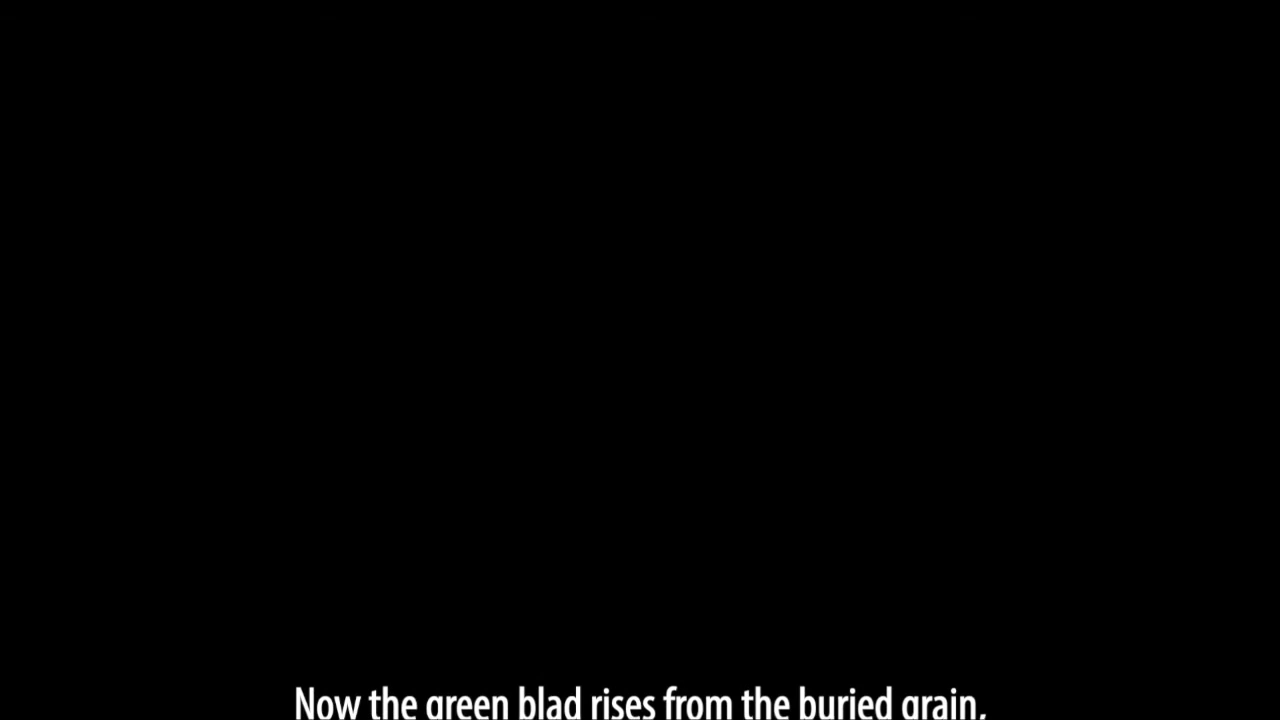 Now the green blad rises from the buried grain,